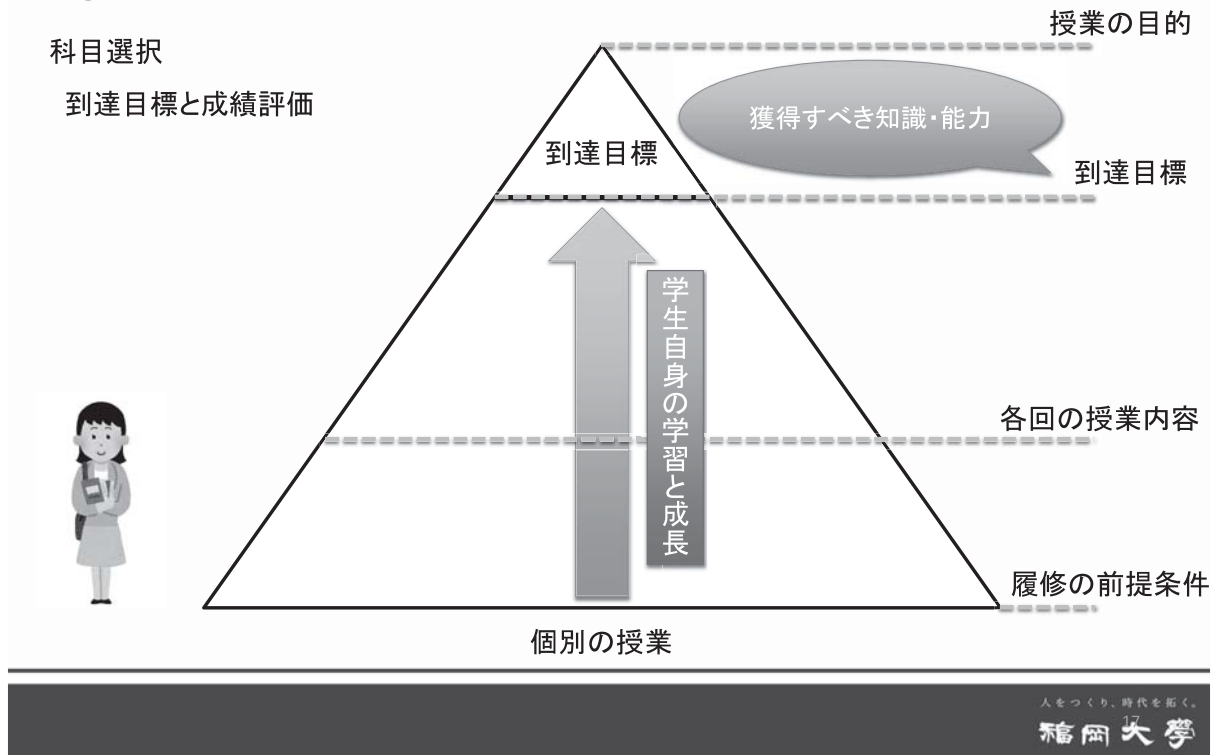 科目選択
到達目標と成績評価
授業の目的
獲得すべき知識・能力
到達目標
到達目標
学生自身の学習と成長
各回の授業内容
履修の前提条件
個別の授業
人をつくり、時代を拓く。
17
福岡大學